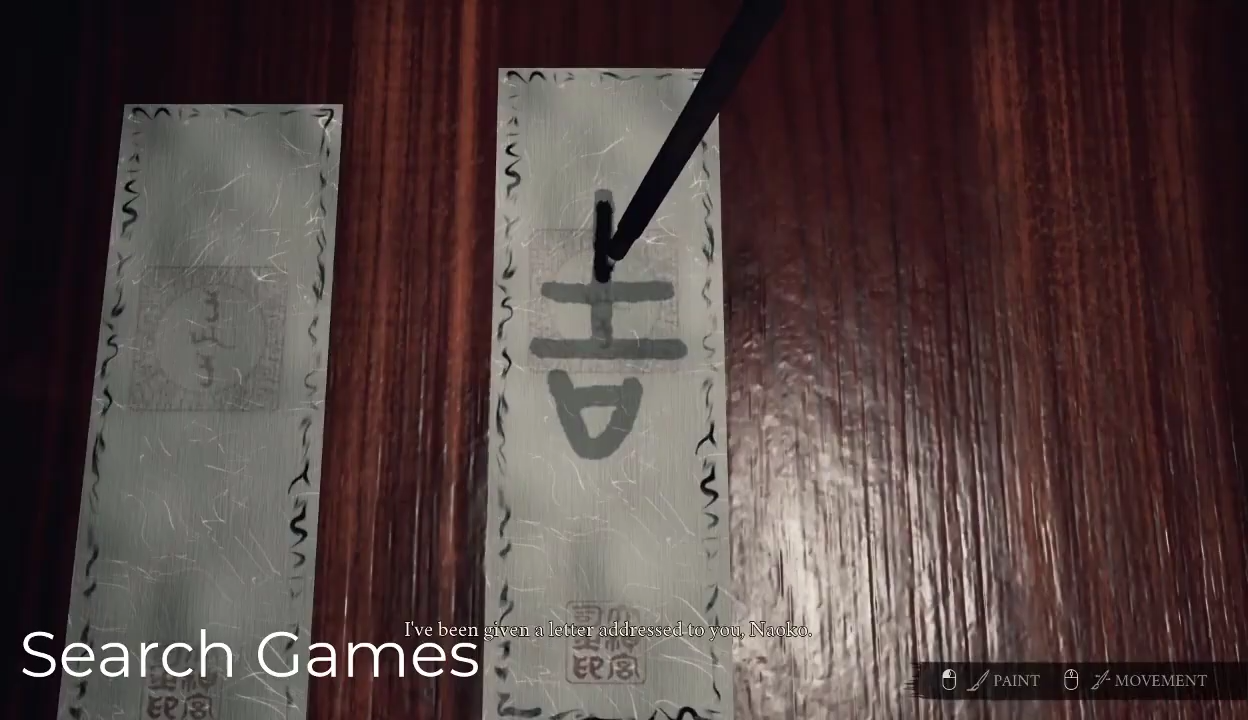 吉
I've been given a letter addressed to you, Naoko.
Search Games
PAINT
MOVEMENT